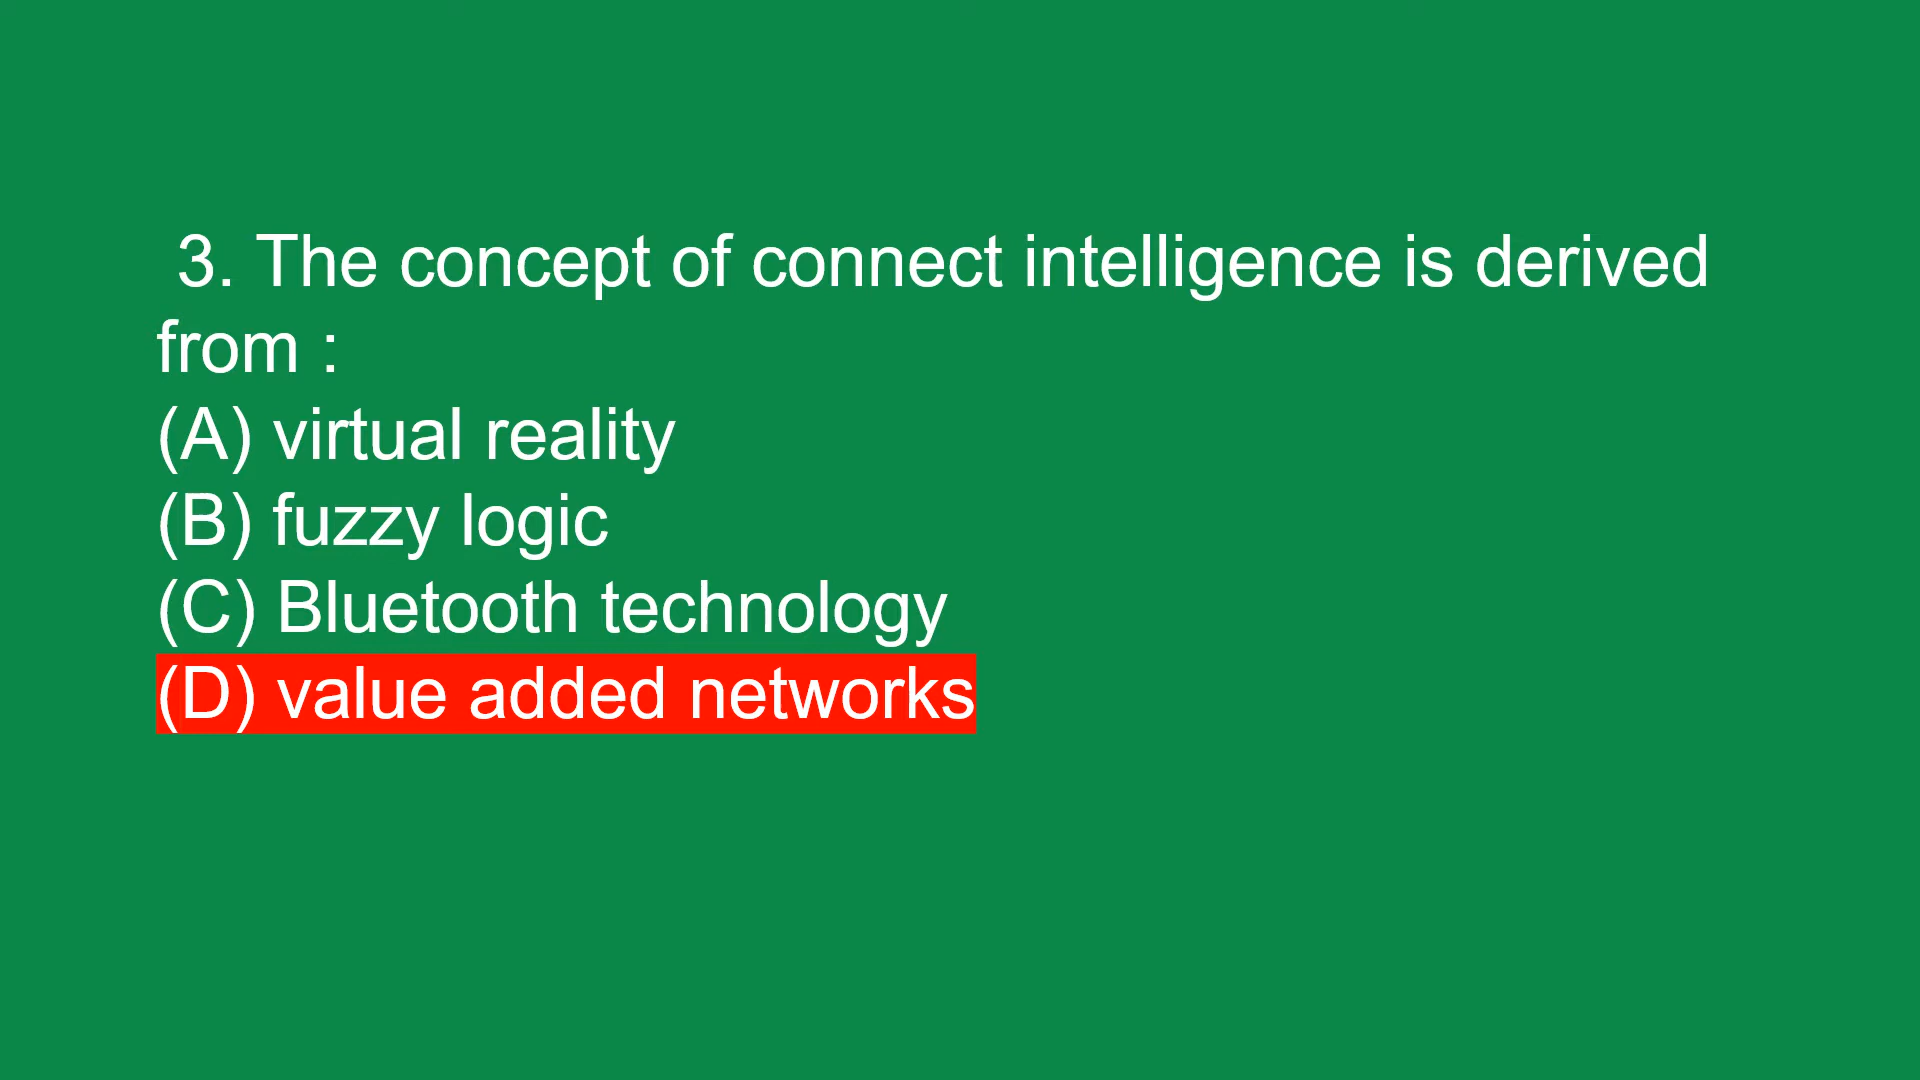 3. The concept of connect intelligence is derived
from :
(A) virtual reality
(B) fuzzy logic
(C) Bluetooth technology
(D) value added networks